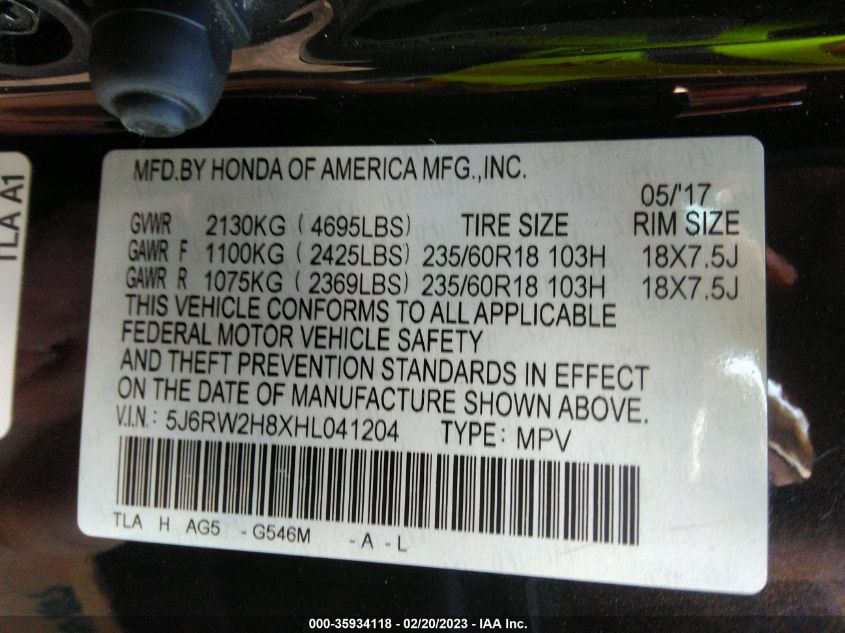 TLA A1
MFD.BY HONDA OF AMERICA MFG.,INC.
05/'17
GVWR 2130KG (4695LBS) TIRE SIZE RIM SIZE
GAWR F 1100KG (2425LBS) 235/60R18 103H 18X7.5J
GAWR R 1075KG (2369LBS) 235/60R18 103H 18X7.5J
THIS VEHICLE CONFORMS TO ALL APPLICABLE
FEDERAL MOTOR VEHICLE SAFETY
AND THEFT PREVENTION STANDARDS IN EFFECT
ON THE DATE OF MANUFACTURE SHOWN ABOVE.
V.I.N.: 5J6RW2H8XHL041204 TYPE: MPV
TLA H AG5 -G546M -A-L
000-35934118 - 02/20/2023 - IAA Inc.